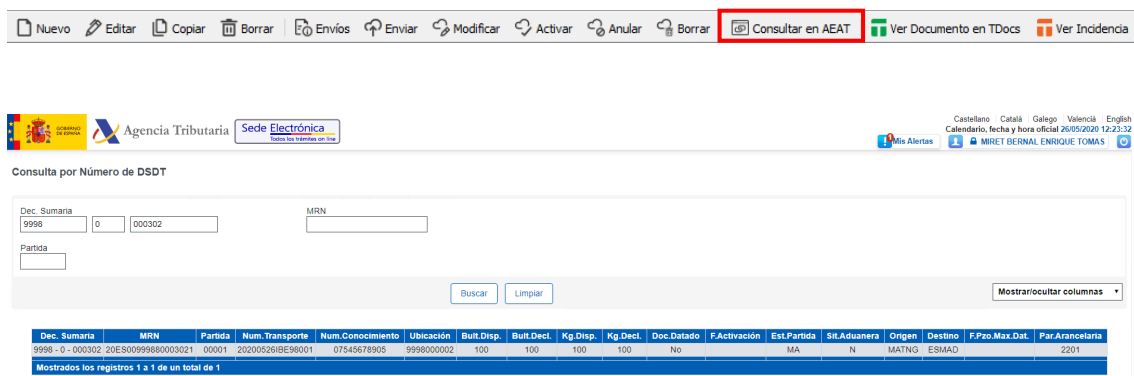 Nuevo Editar Copiar Borrar Envíos Enviar Modificar Activar Anular Borrar Consultar en AEAT Ver Documento en TDocs Ver Incidencia
GOBIERNO DE ESPAÑA
Agencia Tributaria
Sede Electrónica
Todos los trámites on line
Castellano Català Galego Valencià English
Calendario, fecha y hora oficial 26/05/2020 12:23:32
Mis Alertas MIRET BERNAL ENRIQUE TOMAS
Consulta por Número de DSDT
Dec. Sumaria MRN
9998 0 000302
Partida
Buscar Limpiar Mostrar/ocultar columnas
Dec. Sumaria MRN Partida Num.Transporte Num.Conocimiento Ubicación Bult.Disp. Bult.Decl. Kg.Disp. Kg.Decl. Doc.Datado F.Activación Est.Partida Sit.Aduanera Origen Destino F.Pzo.Max.Dat. Par.Arancelaria
9998 - 0 - 000302 20ES00999880003021 00001 20200526IBE98001 07545678905 9998000002 100 100 100 100 No MA N MATNG ESMAD 2201
Mostrados los registros 1 a 1 de un total de 1